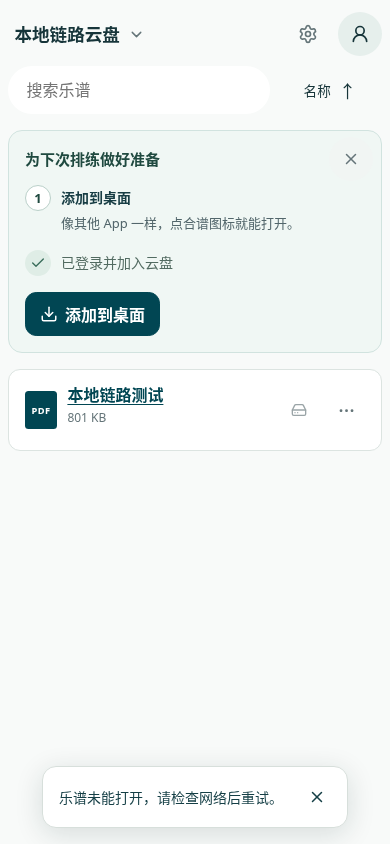 本地链路云盘
搜索乐谱
名称 ↑
为下次排练做好准备
1 添加到桌面
像其他 App 一样，点合谱图标就能打开。
已登录并加入云盘
添加到桌面
PDF
本地链路测试
801 KB
乐谱未能打开，请检查网络后重试。